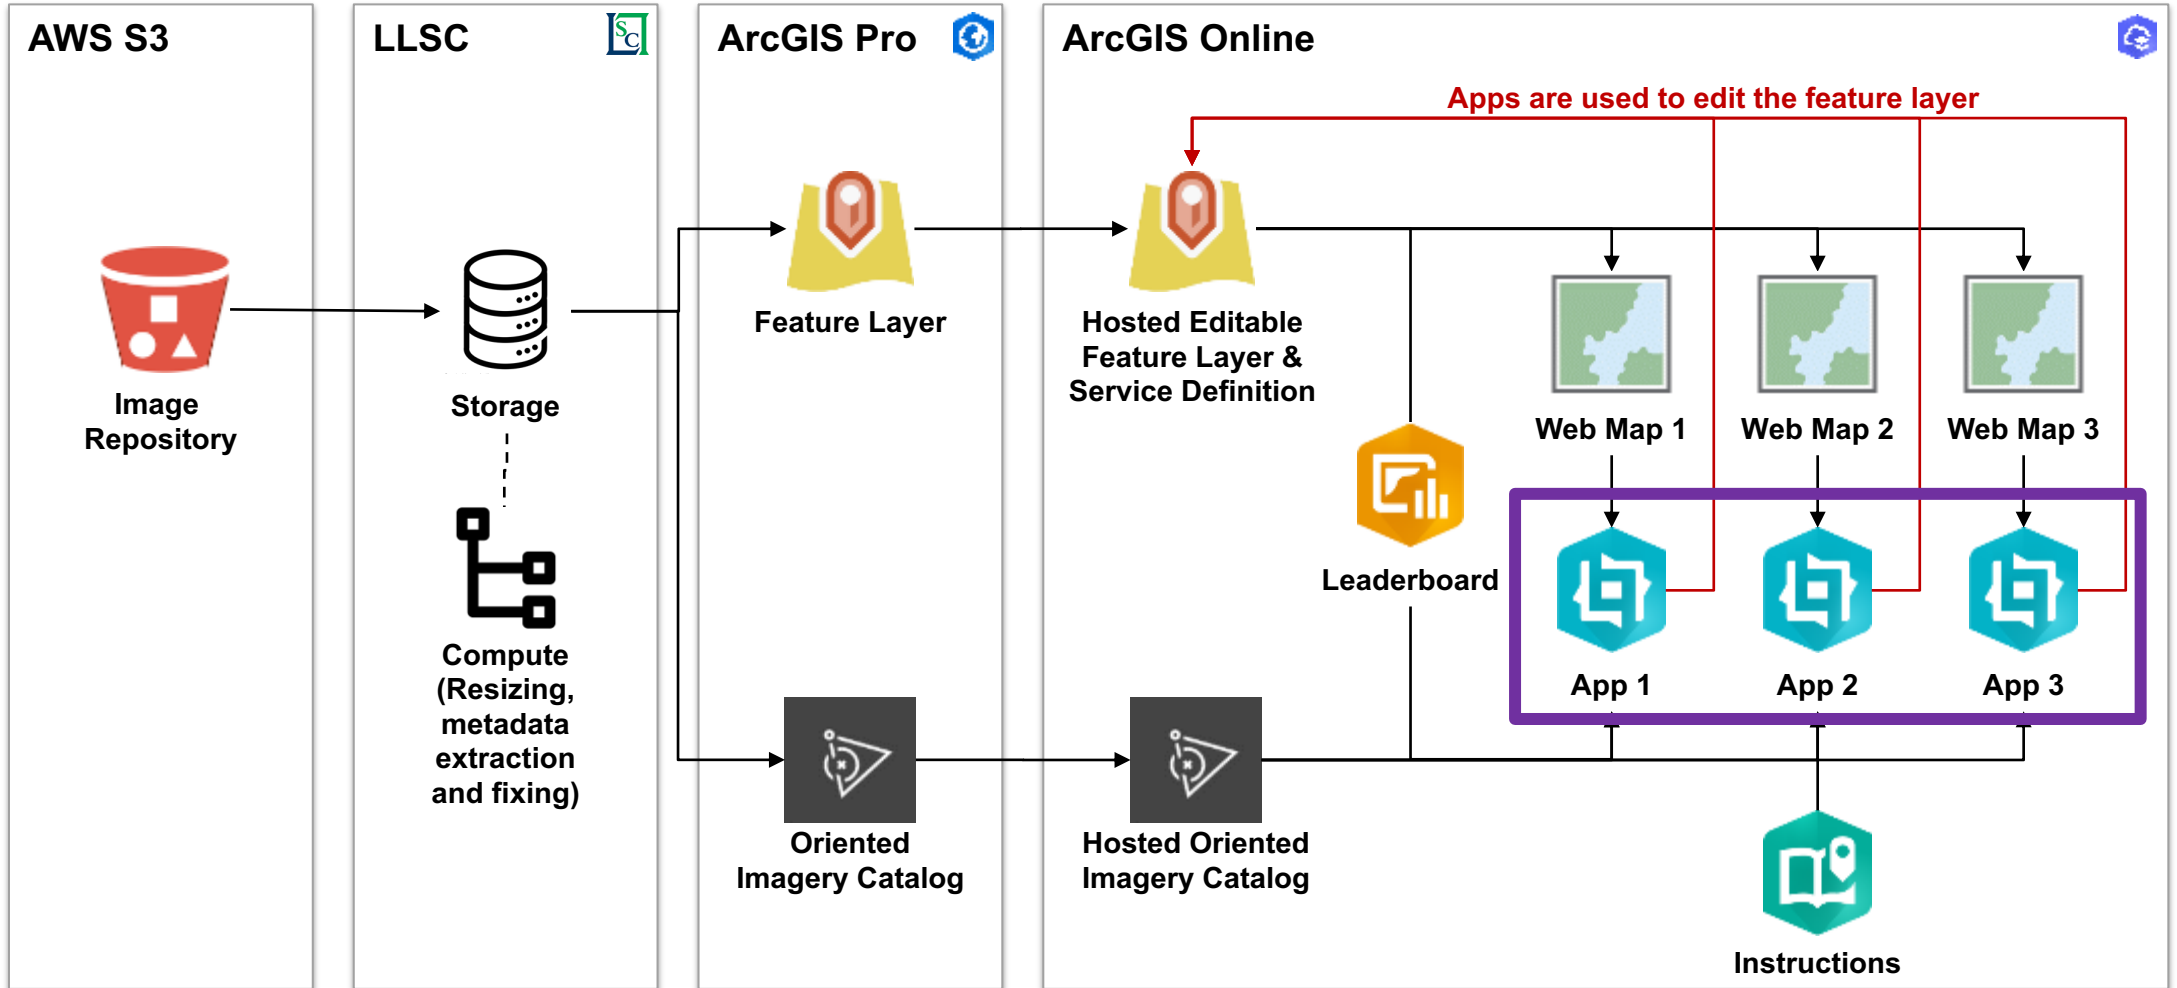 AWS S3
LLSC
SC
ArcGIS Pro
ArcGIS Online
Apps are used to edit the feature layer
Image
Repository
Storage
Compute
(Resizing,
metadata
extraction
and fixing)
Feature Layer
Oriented
Imagery Catalog
Hosted Editable
Feature Layer &
Service Definition
Hosted Oriented
Imagery Catalog
Leaderboard
Web Map 1
Web Map 2
Web Map 3
App 1
App 2
App 3
Instructions